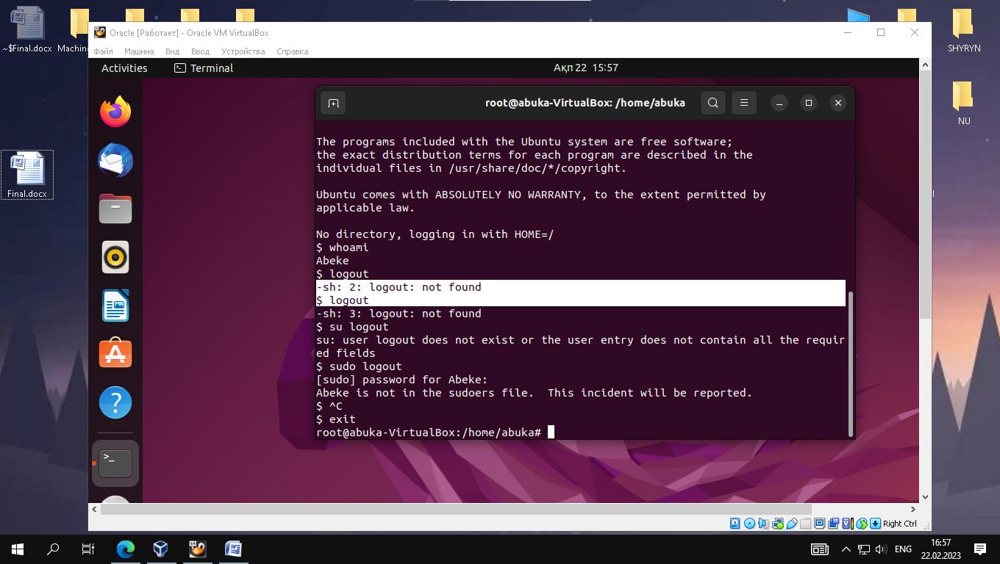 ~$Final.docx
Machin
Oracle [Работает] - Oracle VM VirtualBox
Файл Машина Вид Ввод Устройства Справка
SHYRYN
Activities Terminal Ақп 22 15:57
root@abuka-VirtualBox: /home/abuka
NU
The programs included with the Ubuntu system are free software;
the exact distribution terms for each program are described in the
individual files in /usr/share/doc/*/copyright.
Final.docx
Ubuntu comes with ABSOLUTELY NO WARRANTY, to the extent permitted by
applicable law.
No directory, logging in with HOME=/
$ whoami
Abeke
$ logout
-sh: 2: logout: not found
$ logout
-sh: 3: logout: not found
$ su logout
su: user logout does not exist or the user entry does not contain all the requir
ed fields
$ sudo logout
[sudo] password for Abeke:
Abeke is not in the sudoers file.  This incident will be reported.
$ ^C
$ exit
root@abuka-VirtualBox:/home/abuka#
Right Ctrl
ENG
16:57
22.02.2023